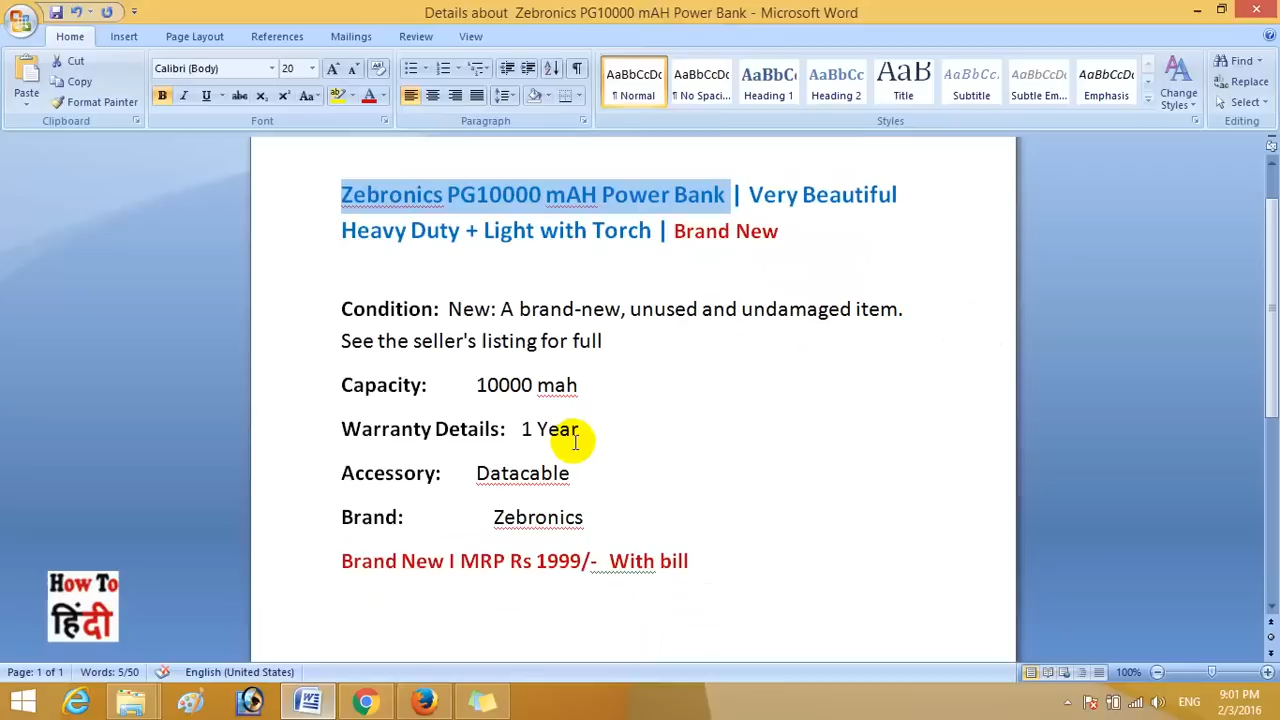 Details about  Zebronics PG10000 mAH Power Bank - Microsoft Word
Home Insert Page Layout References Mailings Review View
Paste
Cut
Copy
Format Painter
Clipboard
Calibri (Body) 20
Font
Paragraph
AaBbCcDc AaBbCcDc AaBbCc AaBbCc AaB AaBbCcDc AaBbCcDc AaBbCcDc
¶ Normal ¶ No Spaci... Heading 1 Heading 2 Title Subtitle Subtle Em... Emphasis
Change
Styles
Styles
Find
Replace
Select
Editing
Zebronics PG10000 mAH Power Bank | Very Beautiful
Heavy Duty + Light with Torch | Brand New
Condition:  New: A brand-new, unused and undamaged item.
See the seller's listing for full
Capacity: 10000 mah
Warranty Details: 1 Year
Accessory: Datacable
Brand: Zebronics
Brand New I MRP Rs 1999/-  With bill
How To
हिंदी
Page: 1 of 1 Words: 5/50 English (United States) 100%
ENG
9:01 PM
2/3/2016